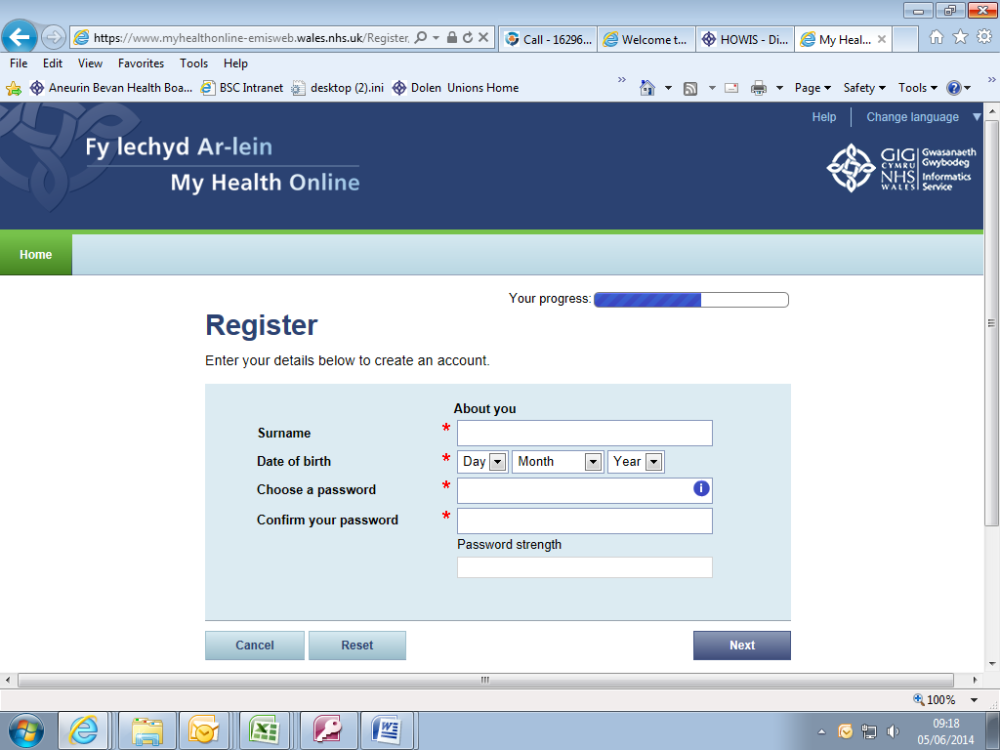 https://www.myhealthonline-emisweb.wales.nhs.uk/Register,
Call - 16296...
Welcome t...
HOWIS - Di...
My Heal...
File Edit View Favorites Tools Help
Aneurin Bevan Health Boa... BSC Intranet desktop (2).ini Dolen Unions Home
Page Safety Tools
Help Change language
Fy Iechyd Ar-lein
My Health Online
GIG
CYMRU
NHS
WALES
Gwasanaeth
Gwybodeg
Informatics
Service
Home
Your progress:
Register
Enter your details below to create an account.
About you
Surname *
Date of birth * Day Month Year
Choose a password *
Confirm your password *
Password strength
Cancel Reset Next
100%
09:18
05/06/2014